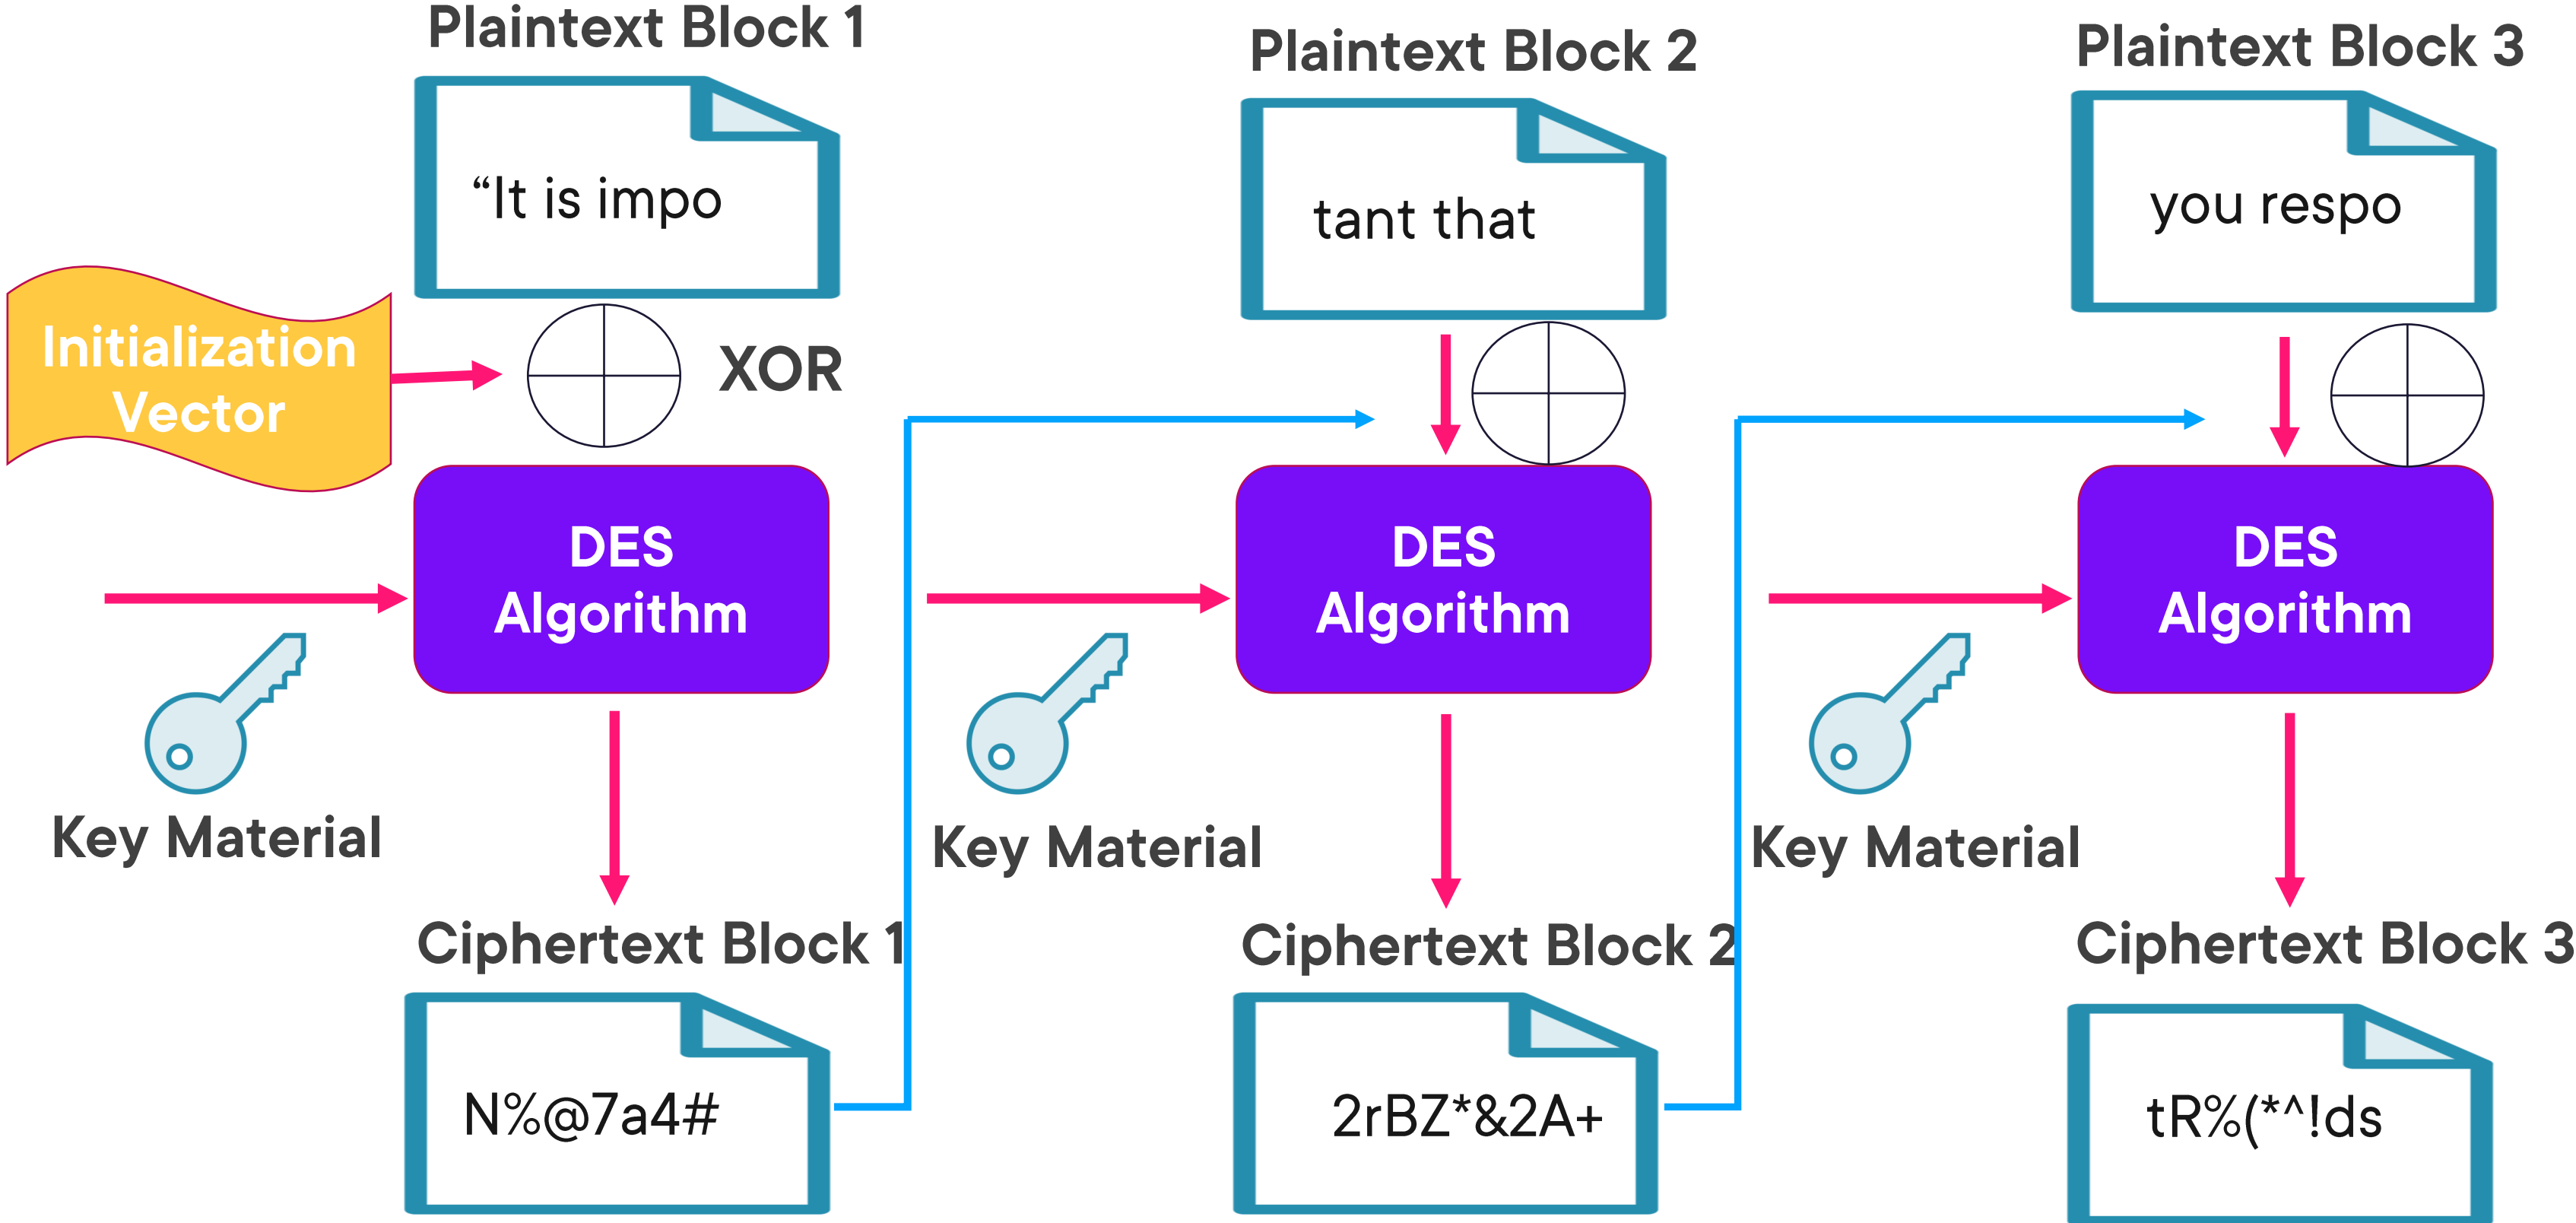 Plaintext Block 1
Plaintext Block 2
Plaintext Block 3
“It is impo
tant that
you respo
Initialization
Vector
XOR
DES
Algorithm
DES
Algorithm
DES
Algorithm
Key Material
Key Material
Key Material
Ciphertext Block 1
Ciphertext Block 2
Ciphertext Block 3
N%@7a4#
2rBZ*&2A+
tR%(*^!ds